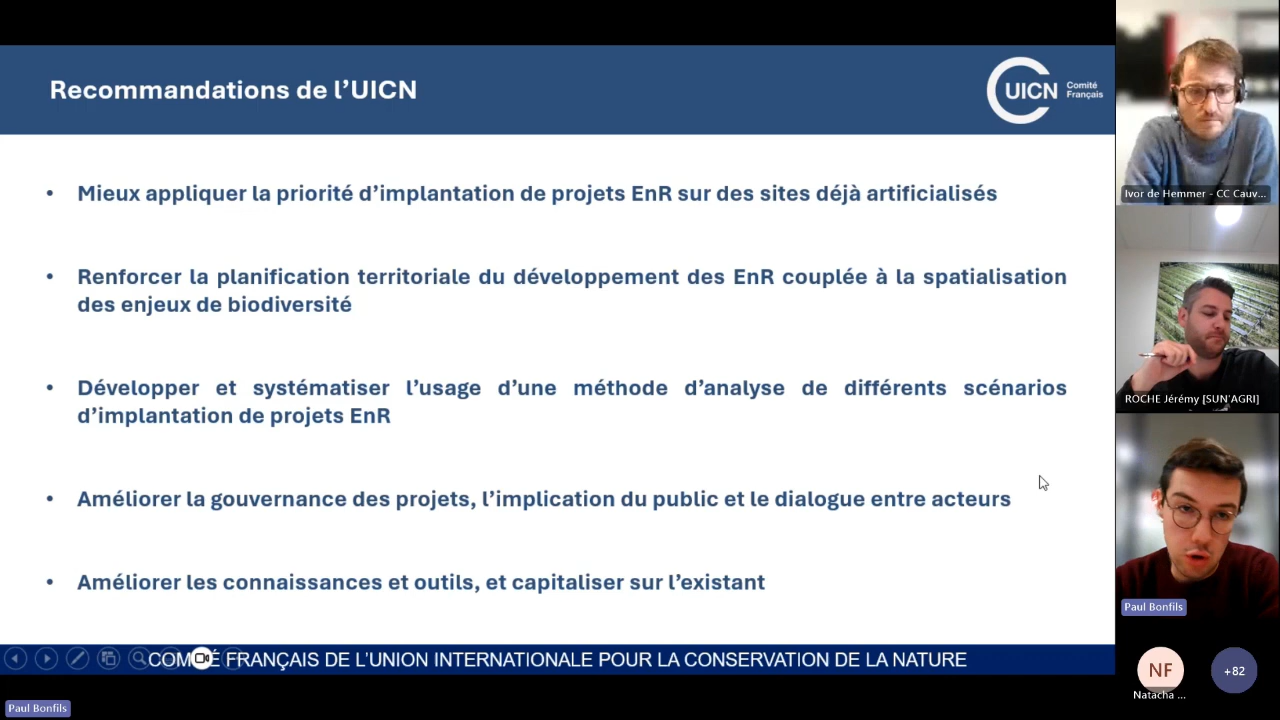 Recommandations de l'UICN
UICN Comité
Français
• Mieux appliquer la priorité d'implantation de projets EnR sur des sites déjà artificialisés
• Renforcer la planification territoriale du développement des EnR couplée à la spatialisation
des enjeux de biodiversité
• Développer et systématiser l'usage d'une méthode d'analyse de différents scénarios
d'implantation de projets EnR
• Améliorer la gouvernance des projets, l'implication du public et le dialogue entre acteurs
• Améliorer les connaissances et outils, et capitaliser sur l'existant
FRANÇAIS DE L'UNION INTERNATIONALE POUR LA CONSERVATION DE LA NATURE
Paul Bonfils
Ivor de Hemmer - CC Cauv...
ROCHE Jérémy [SUN'AGRI]
Paul Bonfils
NF
Natacha ...
+82